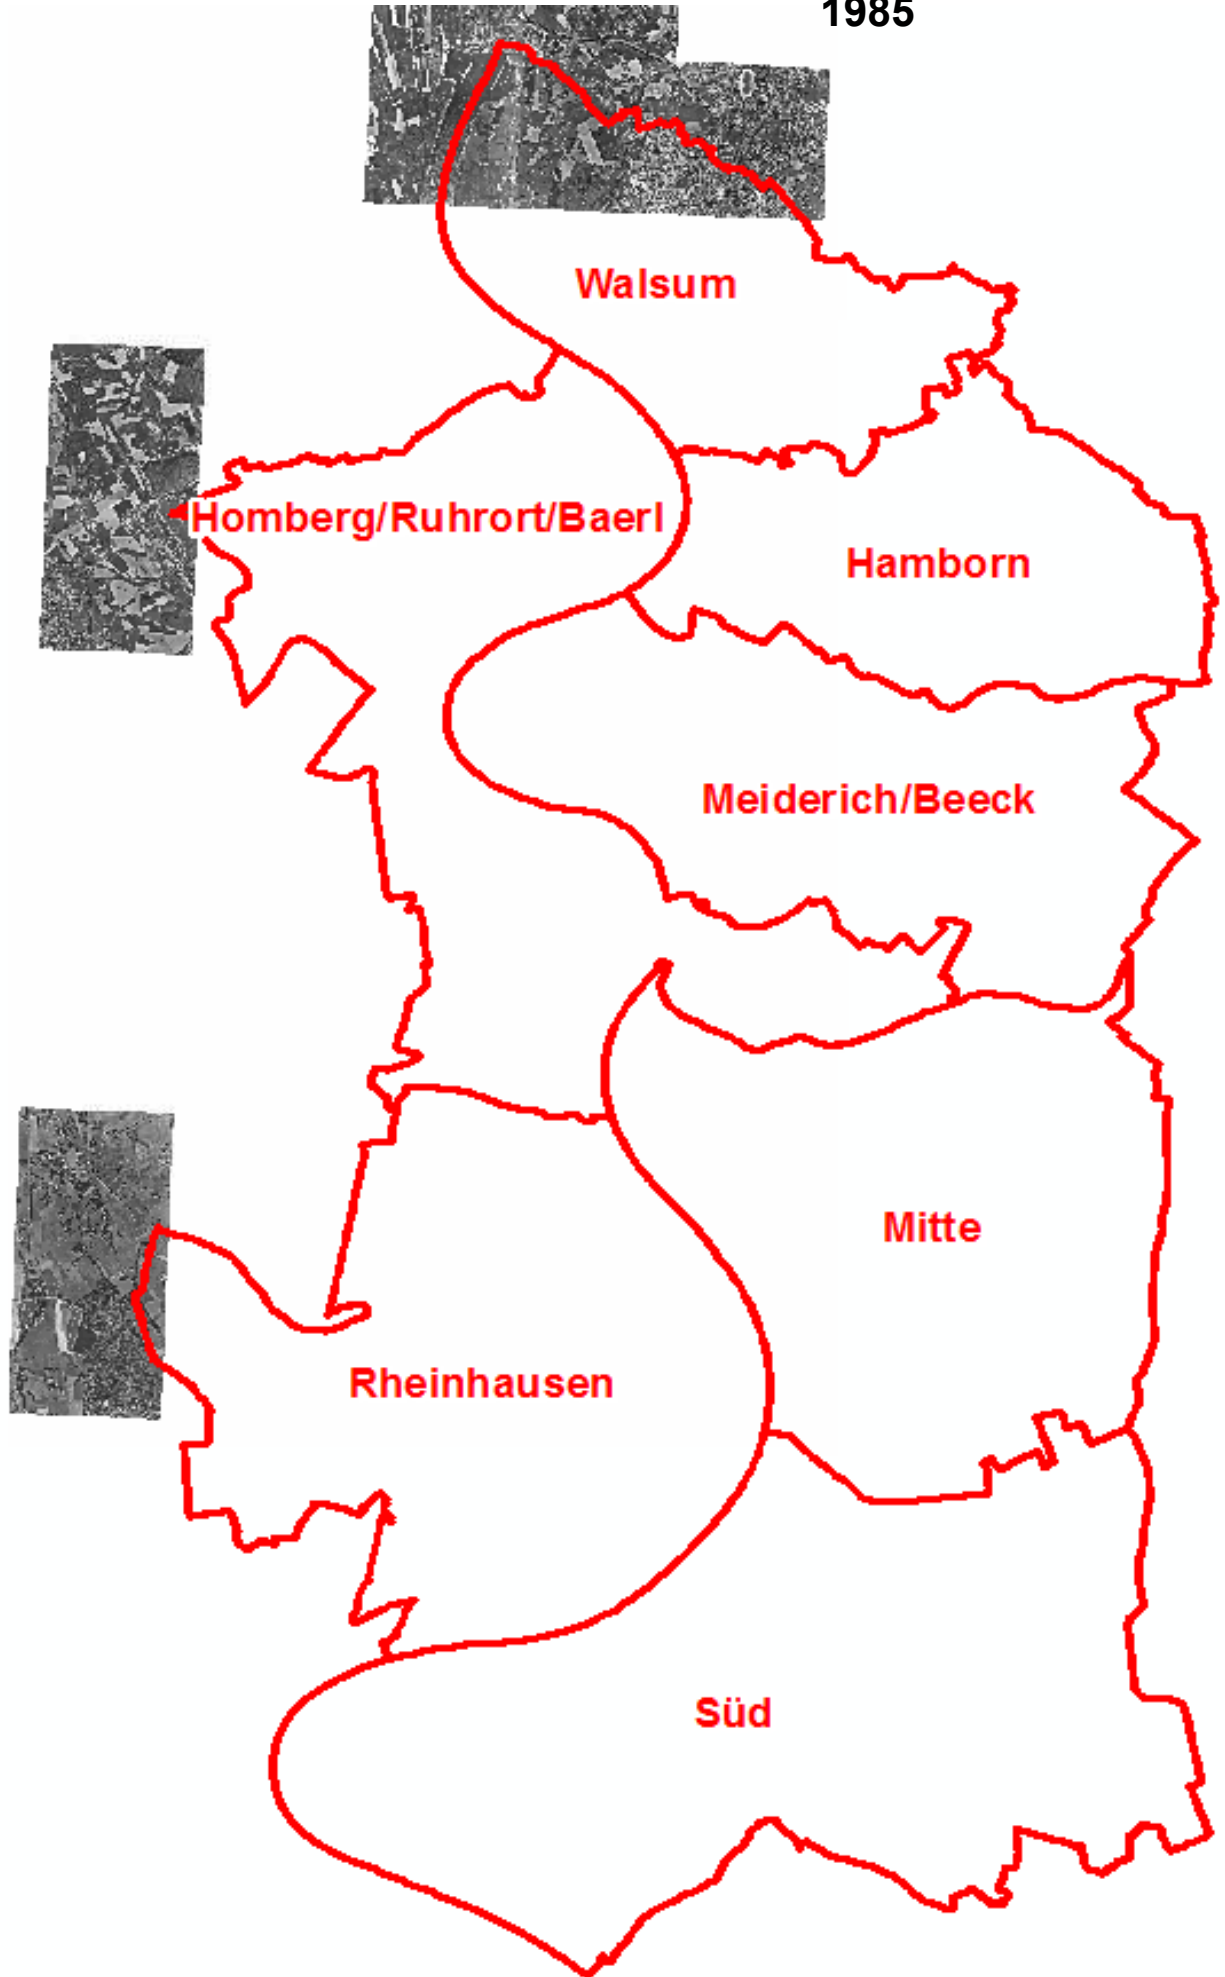 1985
Walsum
Homberg/Ruhrort/Baerl
Hamborn
Meiderich/Beeck
Mitte
Rheinhausen
Süd